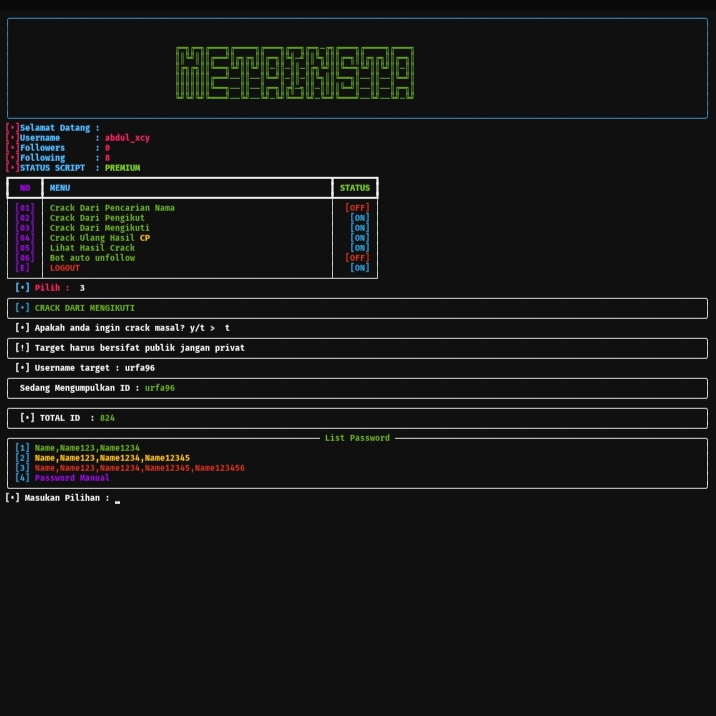 [•]Selamat Datang :
[•]Username : abdul_xcy
[•]Followers : 0
[•]Following : 8
[•]STATUS SCRIPT : PREMIUM
NO MENU STATUS
[01] Crack Dari Pencarian Nama [OFF]
[02] Crack Dari Pengikut [ON]
[03] Crack Dari Mengikuti [ON]
[04] Crack Ulang Hasil CP [ON]
[05] Lihat Hasil Crack [ON]
[06] Bot auto unfollow [OFF]
[E] LOGOUT [ON]
[•] Pilih : 3
[•] CRACK DARI MENGIKUTI
[•] Apakah anda ingin crack masal? y/t > t
[!] Target harus bersifat publik jangan privat
[•] Username target : urfa96
Sedang Mengumpulkan ID : urfa96
[•] TOTAL ID : 824
List Password
[1] Name,Name123,Name1234
[2] Name,Name123,Name1234,Name12345
[3] Name,Name123,Name1234,Name12345,Name123456
[4] Password Manual
[•] Masukan Pilihan : _